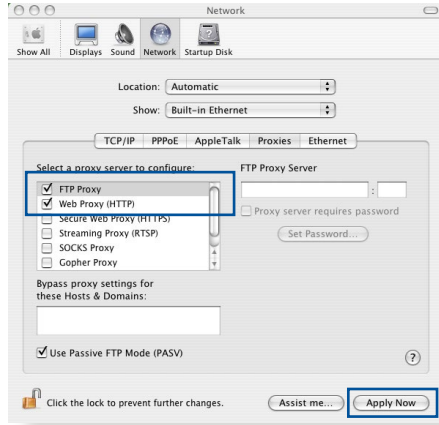 Network
Show All Displays Sound Network Startup Disk
Location: Automatic
Show: Built-in Ethernet
TCP/IP PPPoE AppleTalk Proxies Ethernet
Select a proxy server to configure: FTP Proxy Server
FTP Proxy
:
Web Proxy (HTTP)
Proxy server requires password
Secure Web Proxy (HTTPS)
Streaming Proxy (RTSP)
Set Password...
SOCKS Proxy
Gopher Proxy
Bypass proxy settings for
these Hosts & Domains:
Use Passive FTP Mode (PASV)
?
Click the lock to prevent further changes.
Assist me...
Apply Now